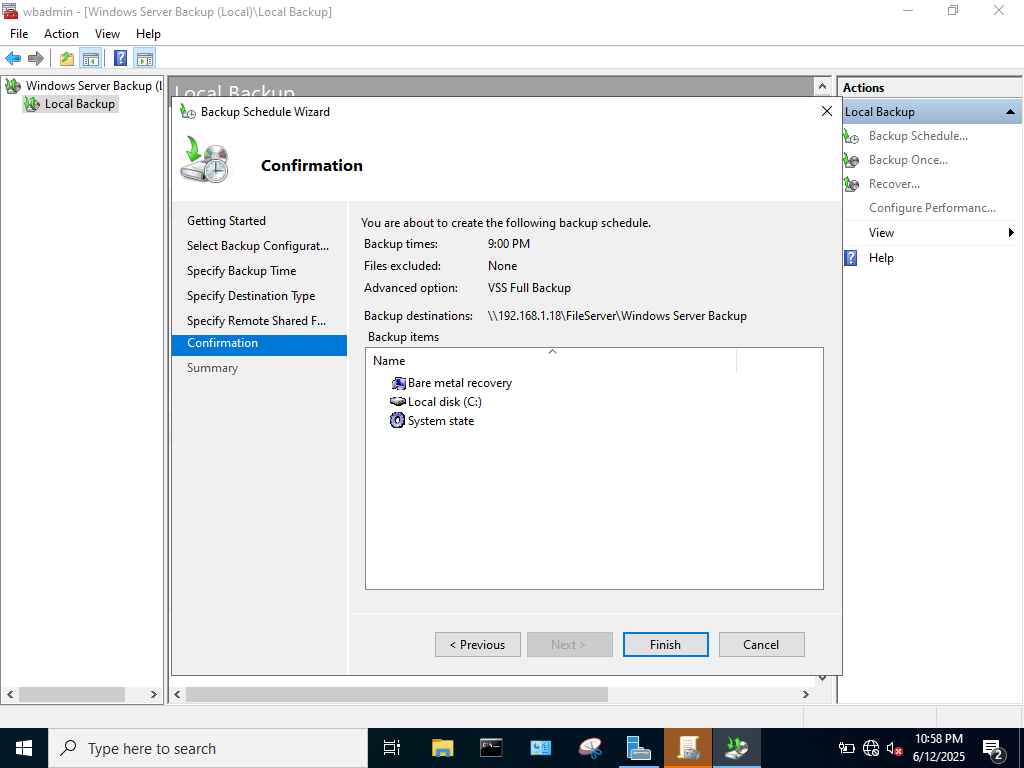 wbadmin - [Windows Server Backup (Local)\Local Backup]
File Action View Help
Windows Server Backup (L
Local Backup
Local Backup
Backup Schedule Wizard
Confirmation
Getting Started
Select Backup Configurat...
Specify Backup Time
Specify Destination Type
Specify Remote Shared F...
Confirmation
Summary
You are about to create the following backup schedule.
Backup times: 9:00 PM
Files excluded: None
Advanced option: VSS Full Backup
Backup destinations: \\192.168.1.18\FileServer\Windows Server Backup
Backup items
Name
Bare metal recovery
Local disk (C:)
System state
< Previous Next > Finish Cancel
Actions
Local Backup
Backup Schedule...
Backup Once...
Recover...
Configure Performanc...
View
Help
Type here to search
10:58 PM
6/12/2025
2